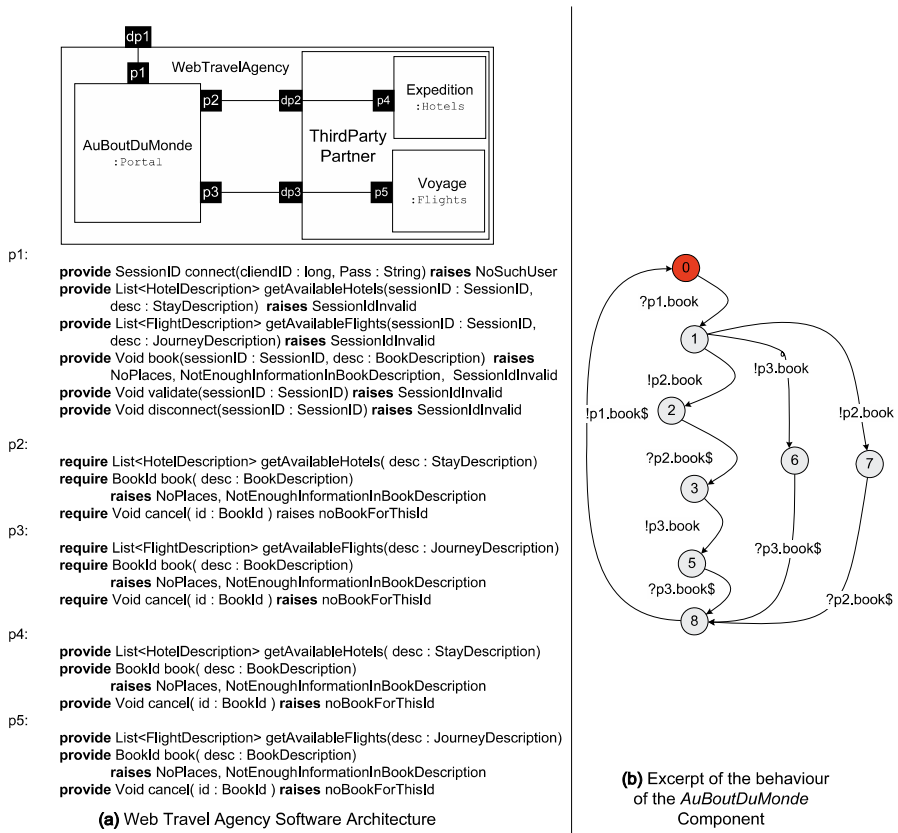 dp1
WebTravelAgency
p1
AuBoutDuMonde
:Portal
p2
p3
dp2
dp3
ThirdParty
Partner
p4
Expedition
:Hotels
p5
Voyage
:Flights
p1:
provide SessionID connect(cliendID : long, Pass : String) raises NoSuchUser
provide List<HotelDescription> getAvailableHotels(sessionID : SessionID,
desc : StayDescription) raises SessionIdInvalid
provide List<FlightDescription> getAvailableFlights(sessionID : SessionID,
desc : JourneyDescription) raises SessionIdInvalid
provide Void book(sessionID : SessionID, desc : BookDescription) raises
NoPlaces, NotEnoughInformationInBookDescription, SessionIdInvalid
provide Void validate(sessionID : SessionID) raises SessionIdInvalid
provide Void disconnect(sessionID : SessionID) raises SessionIdInvalid
p2:
require List<HotelDescription> getAvailableHotels( desc : StayDescription)
require BookId book( desc : BookDescription)
raises NoPlaces, NotEnoughInformationInBookDescription
require Void cancel( id : BookId ) raises noBookForThisId
p3:
require List<FlightDescription> getAvailableFlights(desc : JourneyDescription)
require BookId book( desc : BookDescription)
raises NoPlaces, NotEnoughInformationInBookDescription
require Void cancel( id : BookId ) raises noBookForThisId
p4:
provide List<HotelDescription> getAvailableHotels( desc : StayDescription)
provide BookId book( desc : BookDescription)
raises NoPlaces, NotEnoughInformationInBookDescription
provide Void cancel( id : BookId ) raises noBookForThisId
p5:
provide List<FlightDescription> getAvailableFlights(desc : JourneyDescription)
provide BookId book( desc : BookDescription)
raises NoPlaces, NotEnoughInformationInBookDescription
provide Void cancel( id : BookId ) raises noBookForThisId
(a) Web Travel Agency Software Architecture
0
?p1.book
1
!p2.book
!p3.book
!p2.book
!p1.book$
2
?p2.book$
3
6
7
!p3.book
5
?p3.book$
?p3.book$
?p2.book$
8
(b) Excerpt of the behaviour
of the AuBoutDuMonde
Component